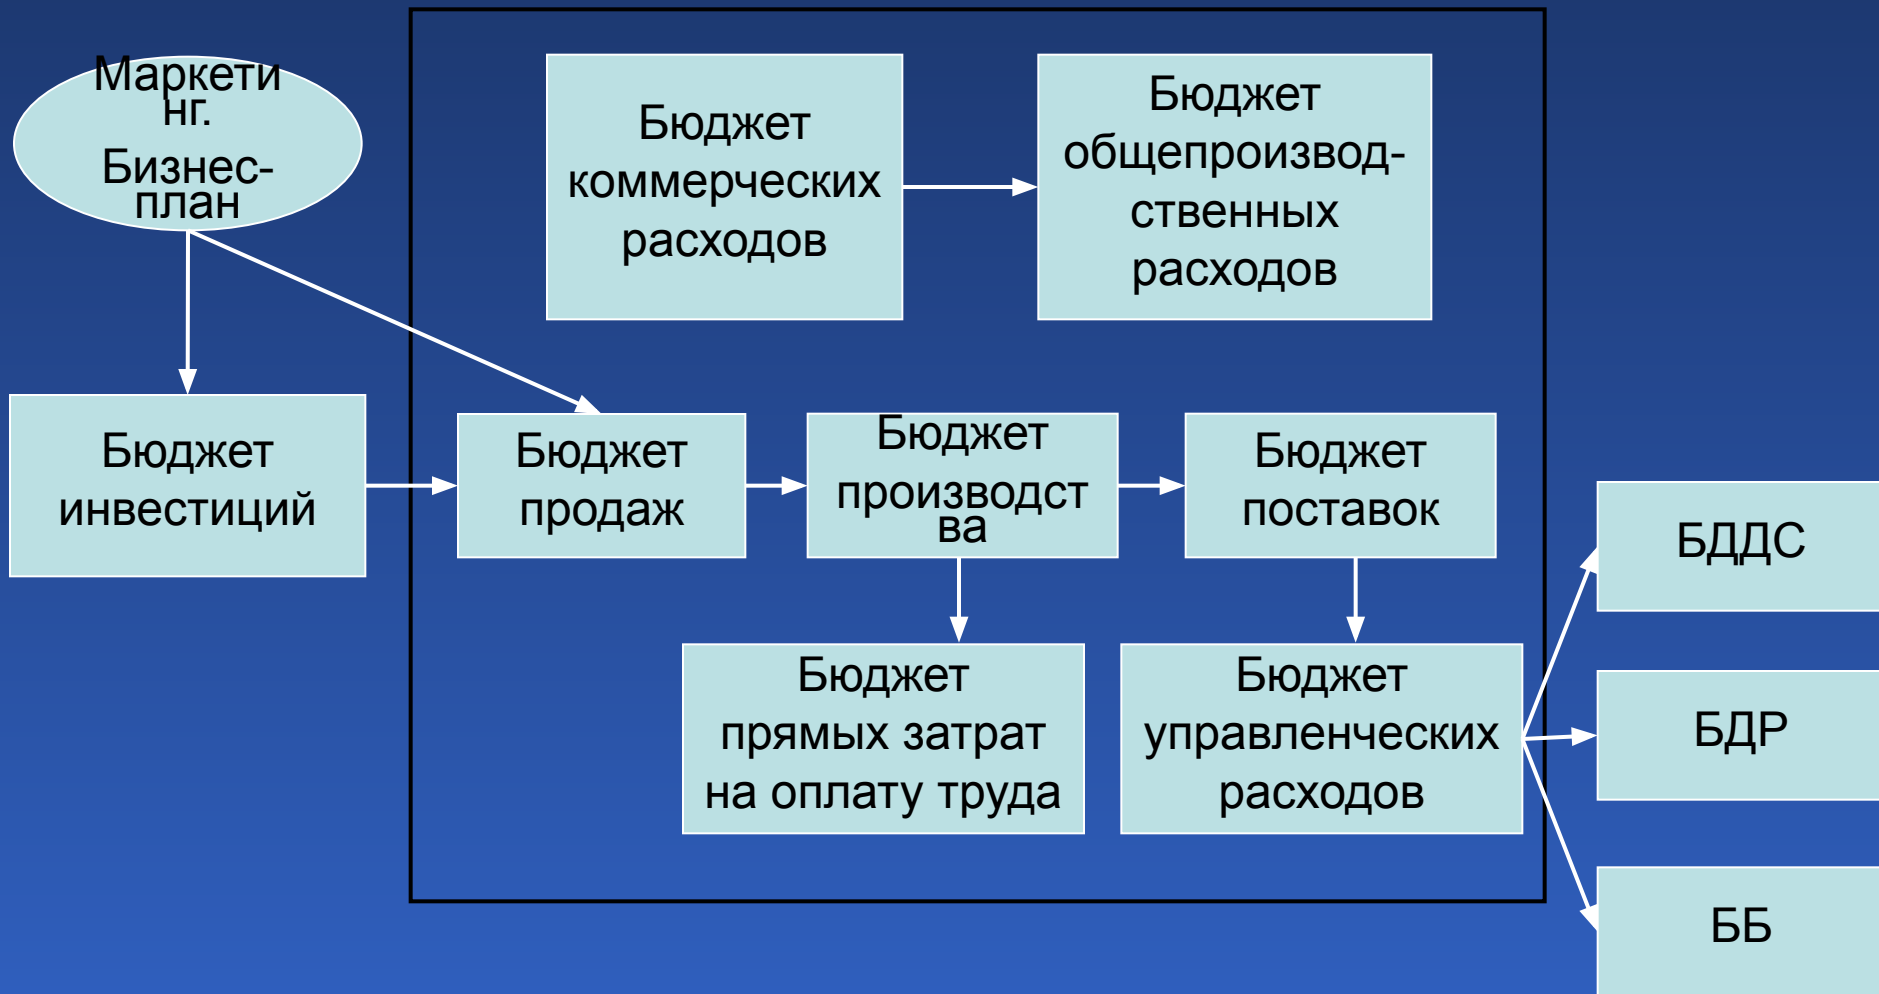 Маркети
нг.
Бизнес-
план
Бюджет
коммерческих
расходов
Бюджет
общепроизвод-
ственных
расходов
Бюджет
инвестиций
Бюджет
продаж
Бюджет
производст
ва
Бюджет
поставок
Бюджет
прямых затрат
на оплату труда
Бюджет
управленческих
расходов
БДДС
БДР
ББ